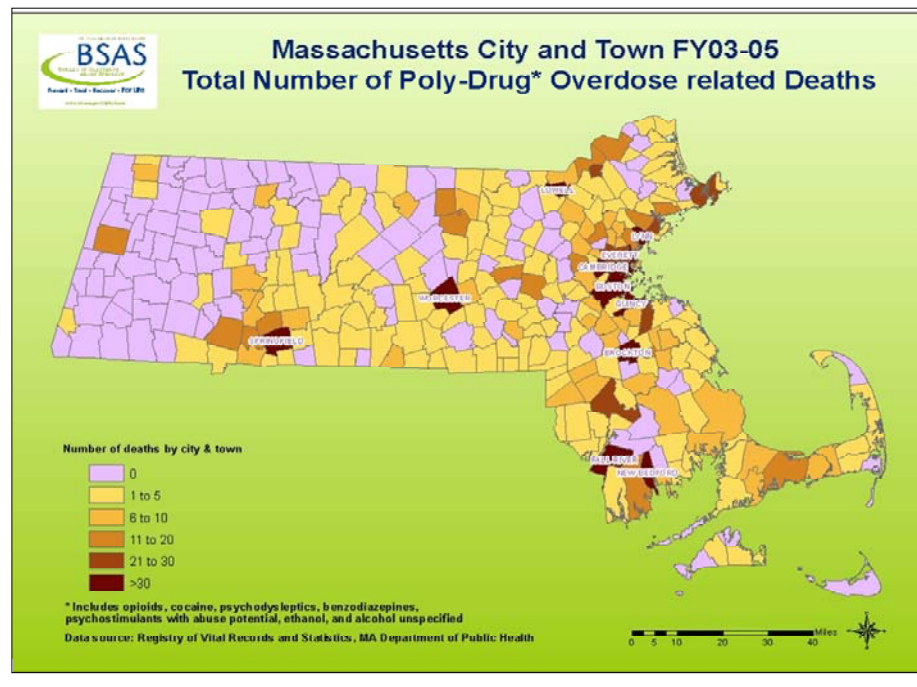 BSAS
Prevent • Treat • Recover • For Life
Massachusetts City and Town FY03-05
Total Number of Poly-Drug* Overdose related Deaths
LOWELL
LYNN
EVERETT
CAMBRIDGE
BOSTON
QUINCY
WORCESTER
SPRINGFIELD
BROCKTON
FALL RIVER
NEW BEDFORD
Number of deaths by city & town
0
1 to 5
6 to 10
11 to 20
21 to 30
>30
* Includes opioids, cocaine, psychodysleptics, benzodiazepines,
psychostimulants with abuse potential, ethanol, and alcohol unspecified
Data source: Registry of Vital Records and Statistics, MA Department of Public Health
Miles
0 5 10 20 30 40